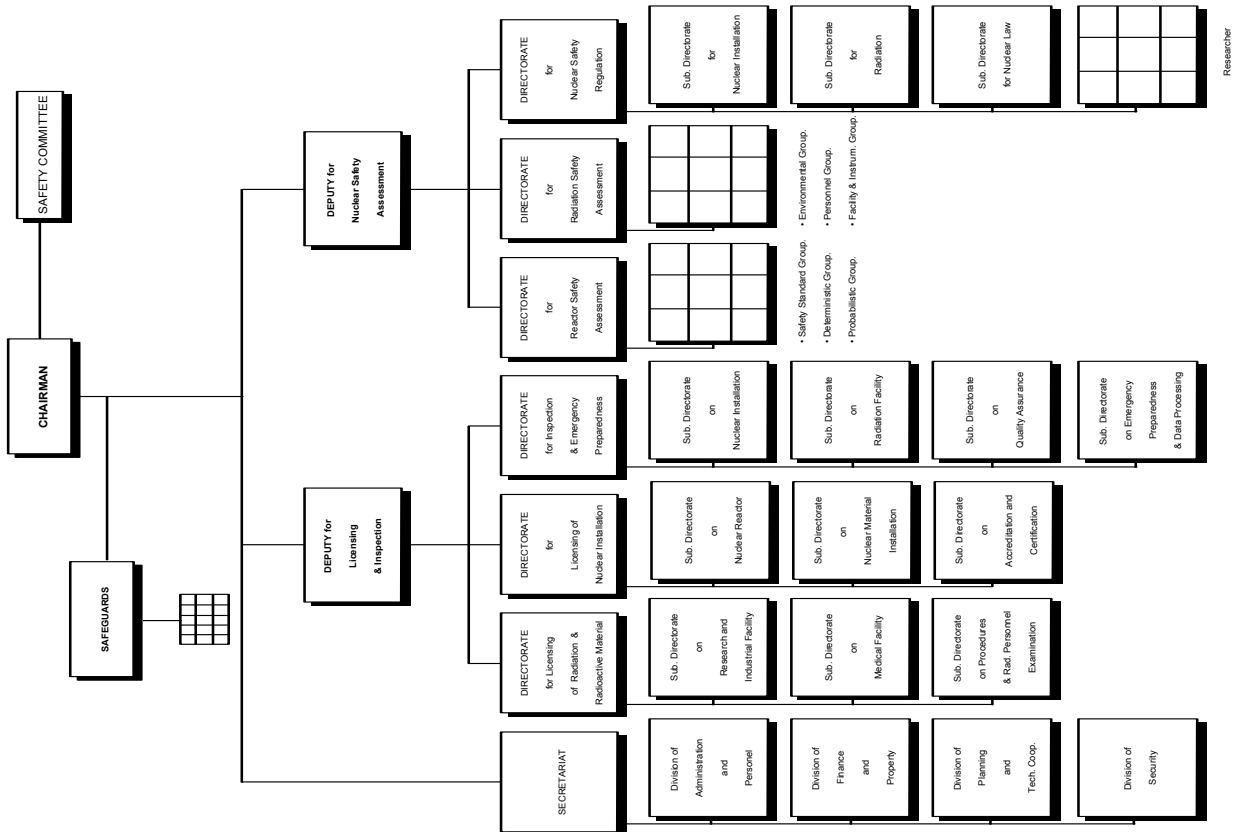 SAFETY COMMITTEE
CHAIRMAN
SAFEGUARDS
DEPUTY for
Licensing
& Inspection
DEPUTY for
Nuclear Safety
Assessment
SECRETARIAT
DIRECTORATE
for Licensing
of Radiation &
Radioactive Material
DIRECTORATE
for
Licensing of
Nuclear Installation
DIRECTORATE
for Inspection
& Emergency
Preparedness
DIRECTORATE
for
Reactor Safety
Assessment
DIRECTORATE
for
Radiation Safety
Assessment
DIRECTORATE
for
Nuclear Safety
Regulation
Division of
Administration
and
Personel
Sub. Directorate
on
Research and
Industrial Facility
Sub. Directorate
on
Nuclear Reactor
Sub. Directorate
on
Nuclear Installation
Sub. Directorate
for
Nuclear Installation
Division of
Finance
and
Property
Sub. Directorate
on
Medical Facility
Sub. Directorate
on
Nuclear Material
Installation
Sub. Directorate
on
Radiation Facility
• Safety Standard Group.
• Deterministic Group.
• Probabilistic Group.
• Environmental Group.
• Personnel Group.
• Facility & Instrum. Group.
Sub. Directorate
for
Radiation
Division of
Planning
and
Tech. Coop.
Sub. Directorate
on Procedures
& Rad. Personnel
Examination
Sub. Directorate
on
Accreditation and
Certification
Sub. Directorate
on
Quality Assurance
Sub. Directorate
for Nuclear Law
Division of
Security
Sub. Directorate
on Emergency
Preparedness
& Data Processing
Researcher